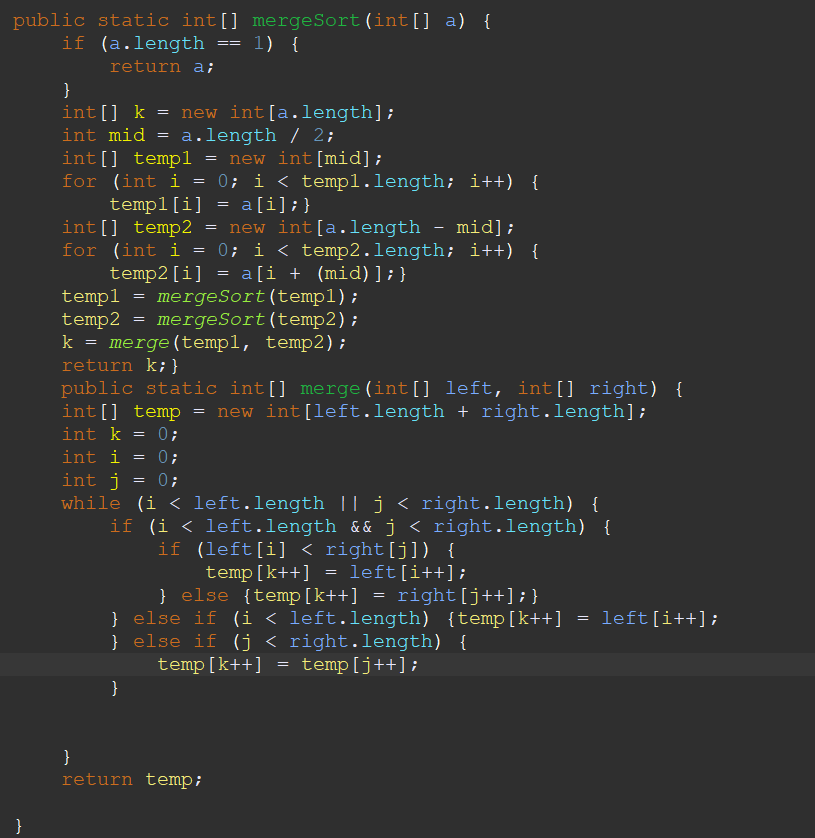 public static int[] mergeSort(int[] a) {
    if (a.length == 1) {
        return a;
    }
    int[] k = new int[a.length];
    int mid = a.length / 2;
    int[] temp1 = new int[mid];
    for (int i = 0; i < temp1.length; i++) {
        temp1[i] = a[i];}
    int[] temp2 = new int[a.length - mid];
    for (int i = 0; i < temp2.length; i++) {
        temp2[i] = a[i + (mid)];}
    temp1 = mergeSort(temp1);
    temp2 = mergeSort(temp2);
    k = merge(temp1, temp2);
    return k;}
    public static int[] merge(int[] left, int[] right) {
    int[] temp = new int[left.length + right.length];
    int k = 0;
    int i = 0;
    int j = 0;
    while (i < left.length || j < right.length) {
        if (i < left.length && j < right.length) {
            if (left[i] < right[j]) {
                temp[k++] = left[i++];
            } else {temp[k++] = right[j++];}
        } else if (i < left.length) {temp[k++] = left[i++];
        } else if (j < right.length) {
            temp[k++] = temp[j++];
        }
    }
    return temp;
}